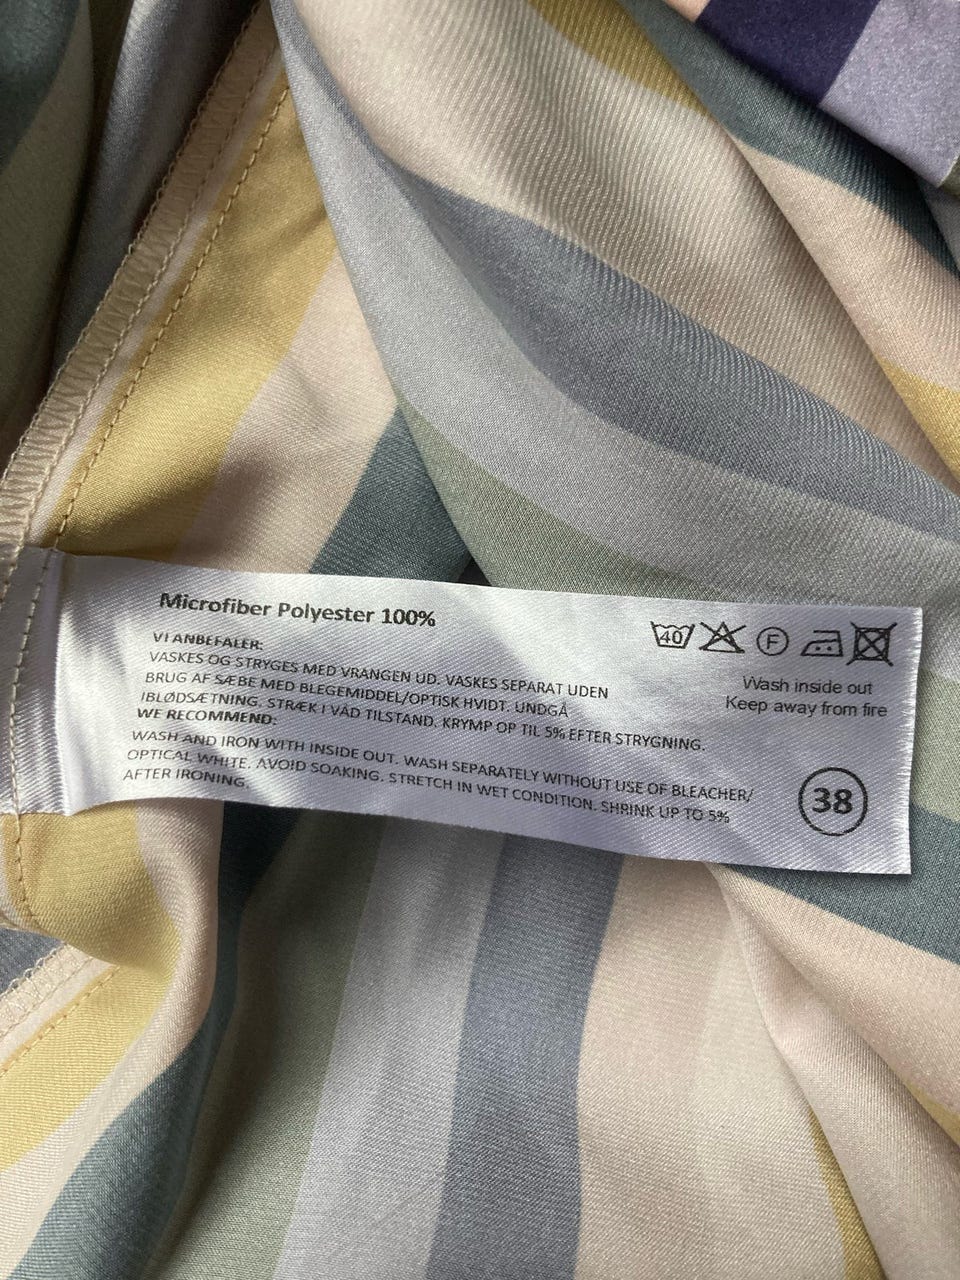 Microfiber Polyester 100%
VI ANBEFALER:
VASKES OG STRYGES MED VRANGEN UD. VASKES SEPARAT UDEN
BRUG AF SÆBE MED BLEGEMIDDEL/OPTISK HVIDT. UNDGÅ
IBLØDSÆTNING. STRÆK I VÅD TILSTAND. KRYMP OP TIL 5% EFTER STRYGNING.
WE RECOMMEND:
WASH AND IRON WITH INSIDE OUT. WASH SEPARATELY WITHOUT USE OF BLEACHER/
OPTICAL WHITE. AVOID SOAKING. STRETCH IN WET CONDITION. SHRINK UP TO 5%
AFTER IRONING.
40 F
Wash inside out
Keep away from fire
38